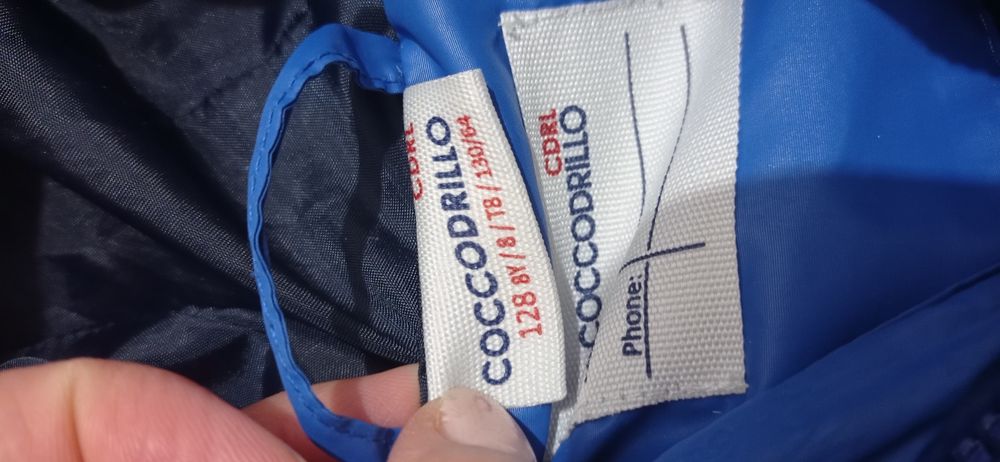 CDRL
COCCODRILLO
128 8Y / 8 / T8 / 130/64
CDRL
COCCODRILLO
Phone: